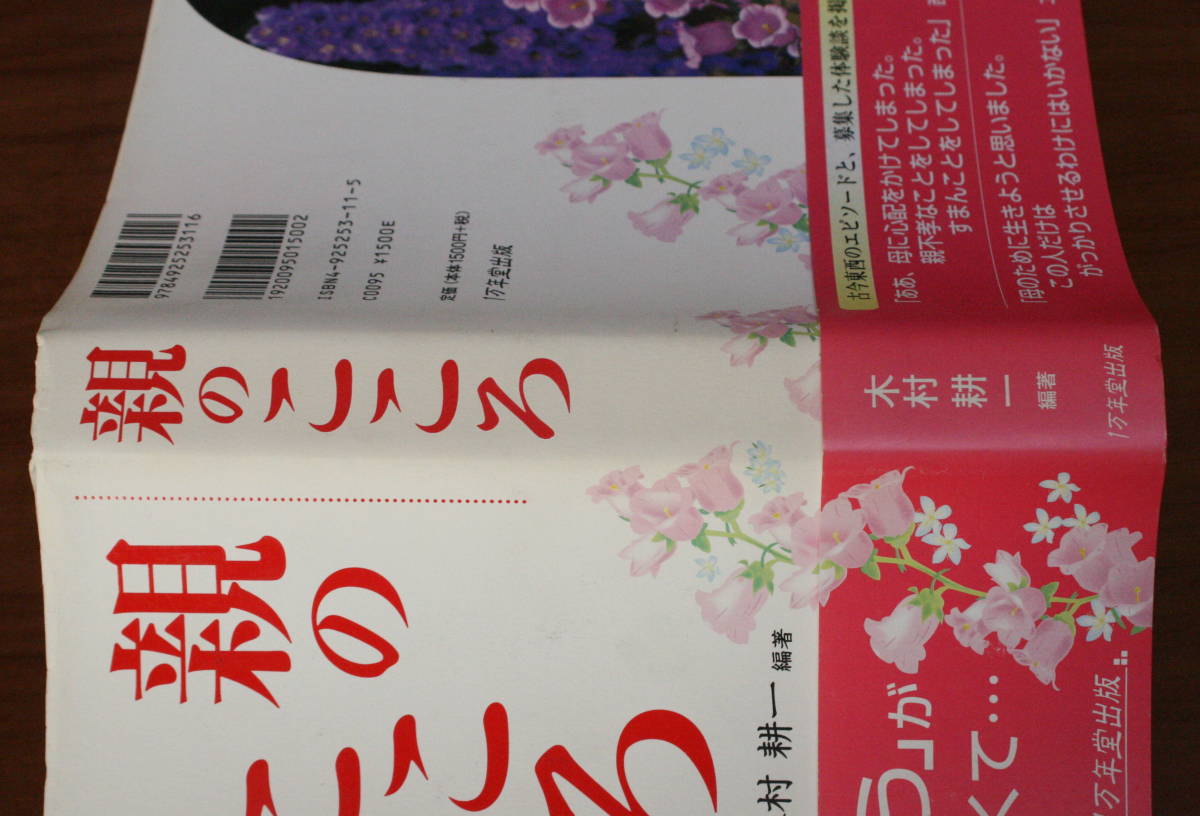 9784925253116
1920095015002
ISBN4-925253-11-5
C0095 ¥1500E
定価(本体1500円+税)
1万年堂出版
古今東西のエピソードと、募集した体験談を
「ああ、母に心配をかけてしまった。
親不孝なことをしてしまった。
すまんことをしてしまった」
「母のために生きようと思いました。
この人だけは
がっかりさせるわけにはいかない」
親のこころ
木村耕一 編著
1万年堂出版
親のこころ
村 耕一 編著
」が
くて…
1万年堂出版